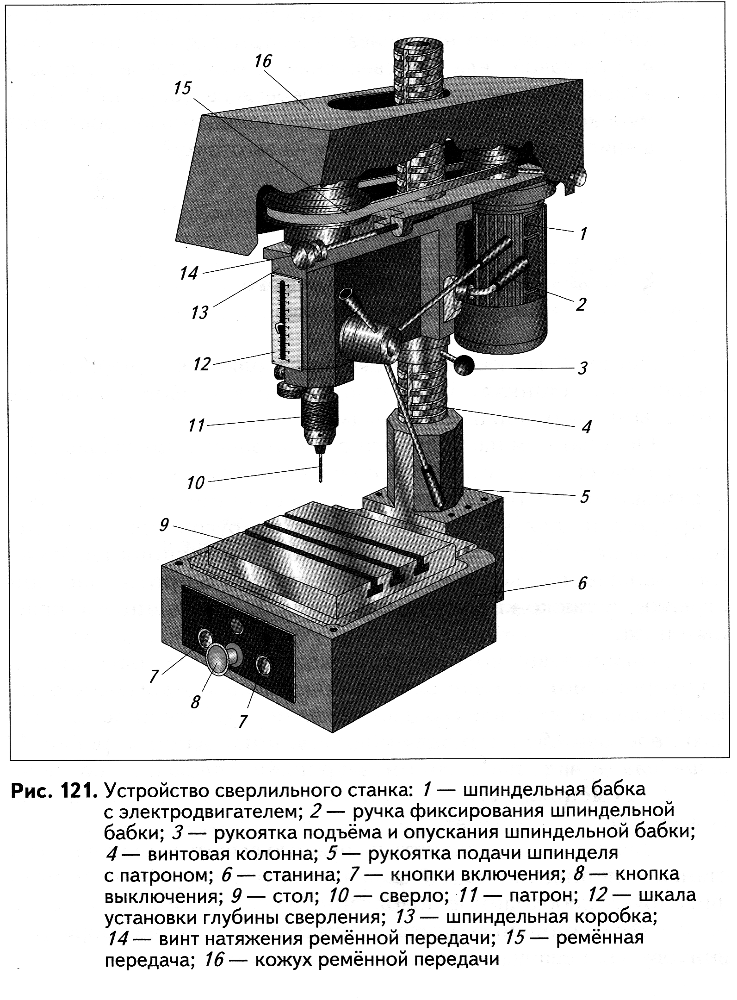 16
15
1
14
2
13
12
3
11
4
10
5
9
6
7
8
7
Рис. 121. Устройство сверлильного станка: 1 — шпиндельная бабка
с электродвигателем; 2 — ручка фиксирования шпиндельной
бабки; 3 — рукоятка подъёма и опускания шпиндельной бабки;
4 — винтовая колонна; 5 — рукоятка подачи шпинделя
с патроном; 6 — станина; 7 — кнопки включения; 8 — кнопка
выключения; 9 — стол; 10 — сверло; 11 — патрон; 12 — шкала
установки глубины сверления; 13 — шпиндельная коробка;
14 — винт натяжения ремённой передачи; 15 — ремённая
передача; 16 — кожух ремённой передачи